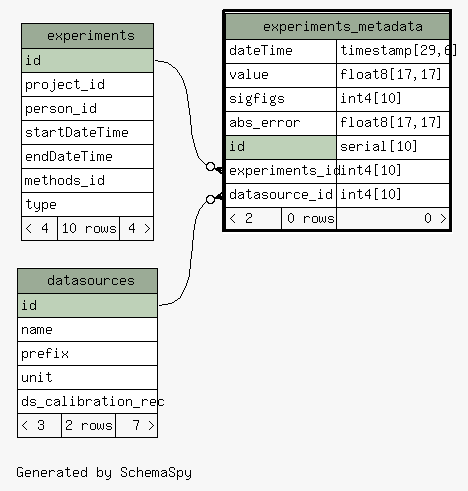 experiments
id
project_id
person_id
startDateTime
endDateTime
methods_id
type
< 4 10 rows 4 >
experiments_metadata
dateTime timestamp[29,6]
value float8[17,17]
sigfigs int4[10]
abs_error float8[17,17]
id serial[10]
experiments_id int4[10]
datasource_id int4[10]
< 2 0 rows 0 >
datasources
id
name
prefix
unit
ds_calibration_rec
< 3 2 rows 7 >
Generated by SchemaSpy